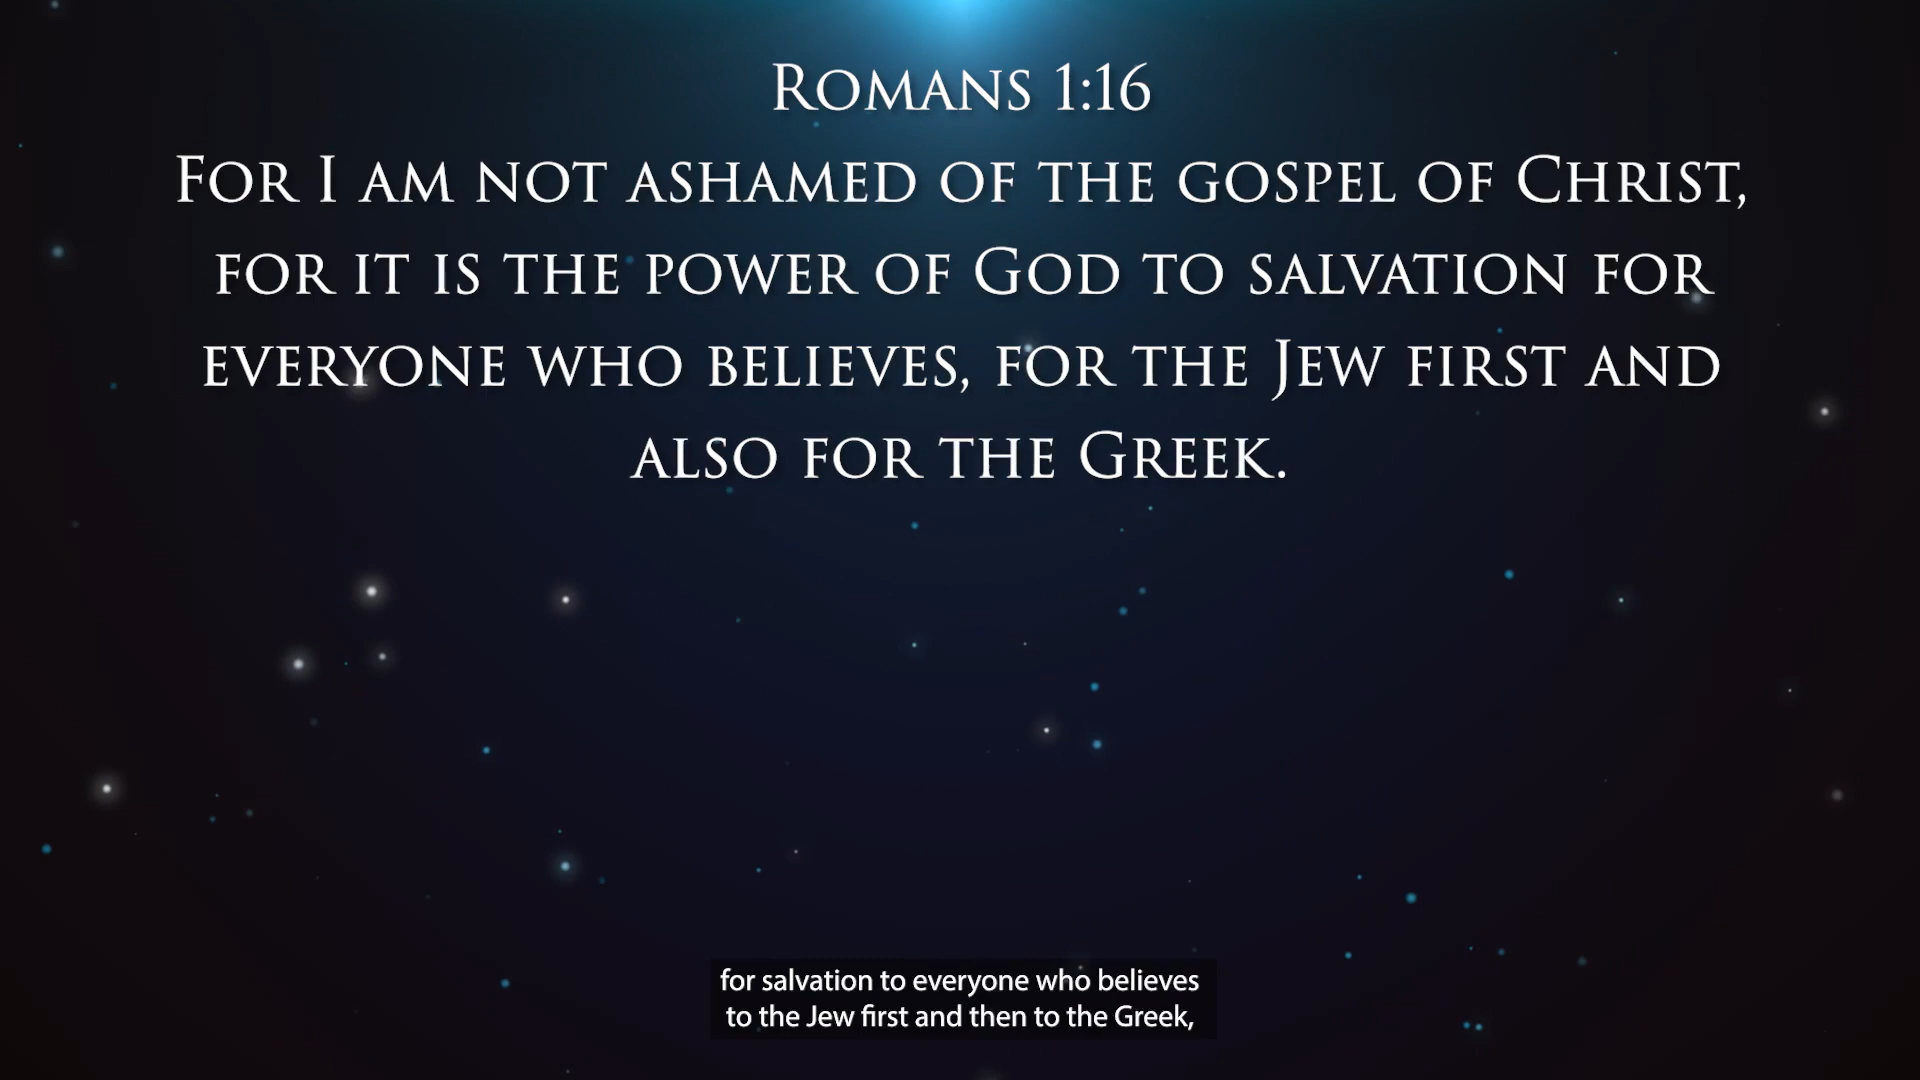 Romans 1:16
For I am not ashamed of the gospel of Christ,
for it is the power of God to salvation for
everyone who believes, for the Jew first and
also for the Greek.
for salvation to everyone who believes
to the Jew first and then to the Greek,